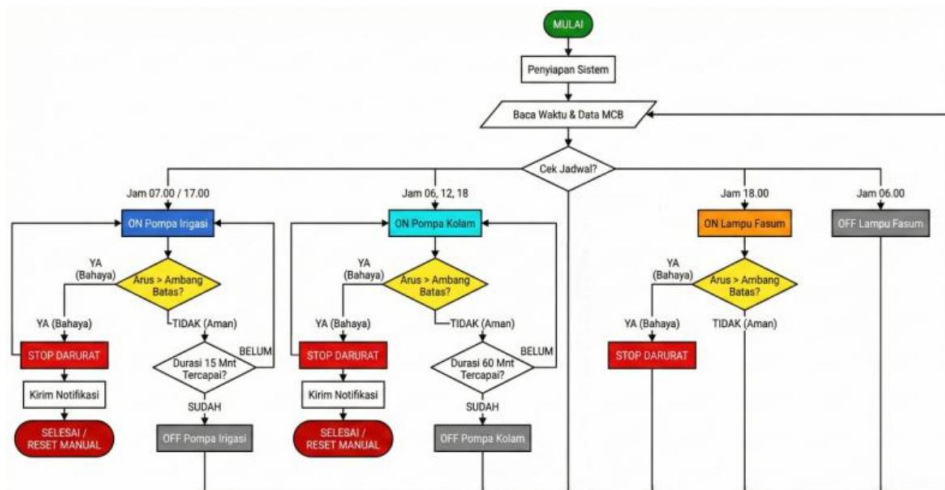 MULAI
Penyiapan Sistem
Baca Waktu & Data MCB
Cek Jadwal?
Jam 07.00 / 17.00
ON Pompa Irigasi
YA
(Bahaya)
Arus > Ambang
Batas?
YA (Bahaya)
TIDAK (Aman)
STOP DARURAT
Durasi 15 Mnt
Tercapai?
BELUM
Kirim Notifikasi
SUDAH
SELESAI /
RESET MANUAL
OFF Pompa Irigasi
Jam 06, 12, 18
ON Pompa Kolam
YA
(Bahaya)
Arus > Ambang
Batas?
YA (Bahaya)
TIDAK (Aman)
STOP DARURAT
Durasi 60 Mnt
Tercapai?
BELUM
Kirim Notifikasi
SUDAH
SELESAI /
RESET MANUAL
OFF Pompa Kolam
Jam 18.00
ON Lampu Fasum
YA
(Bahaya)
Arus > Ambang
Batas?
YA (Bahaya)
TIDAK (Aman)
STOP DARURAT
Jam 06.00
OFF Lampu Fasum